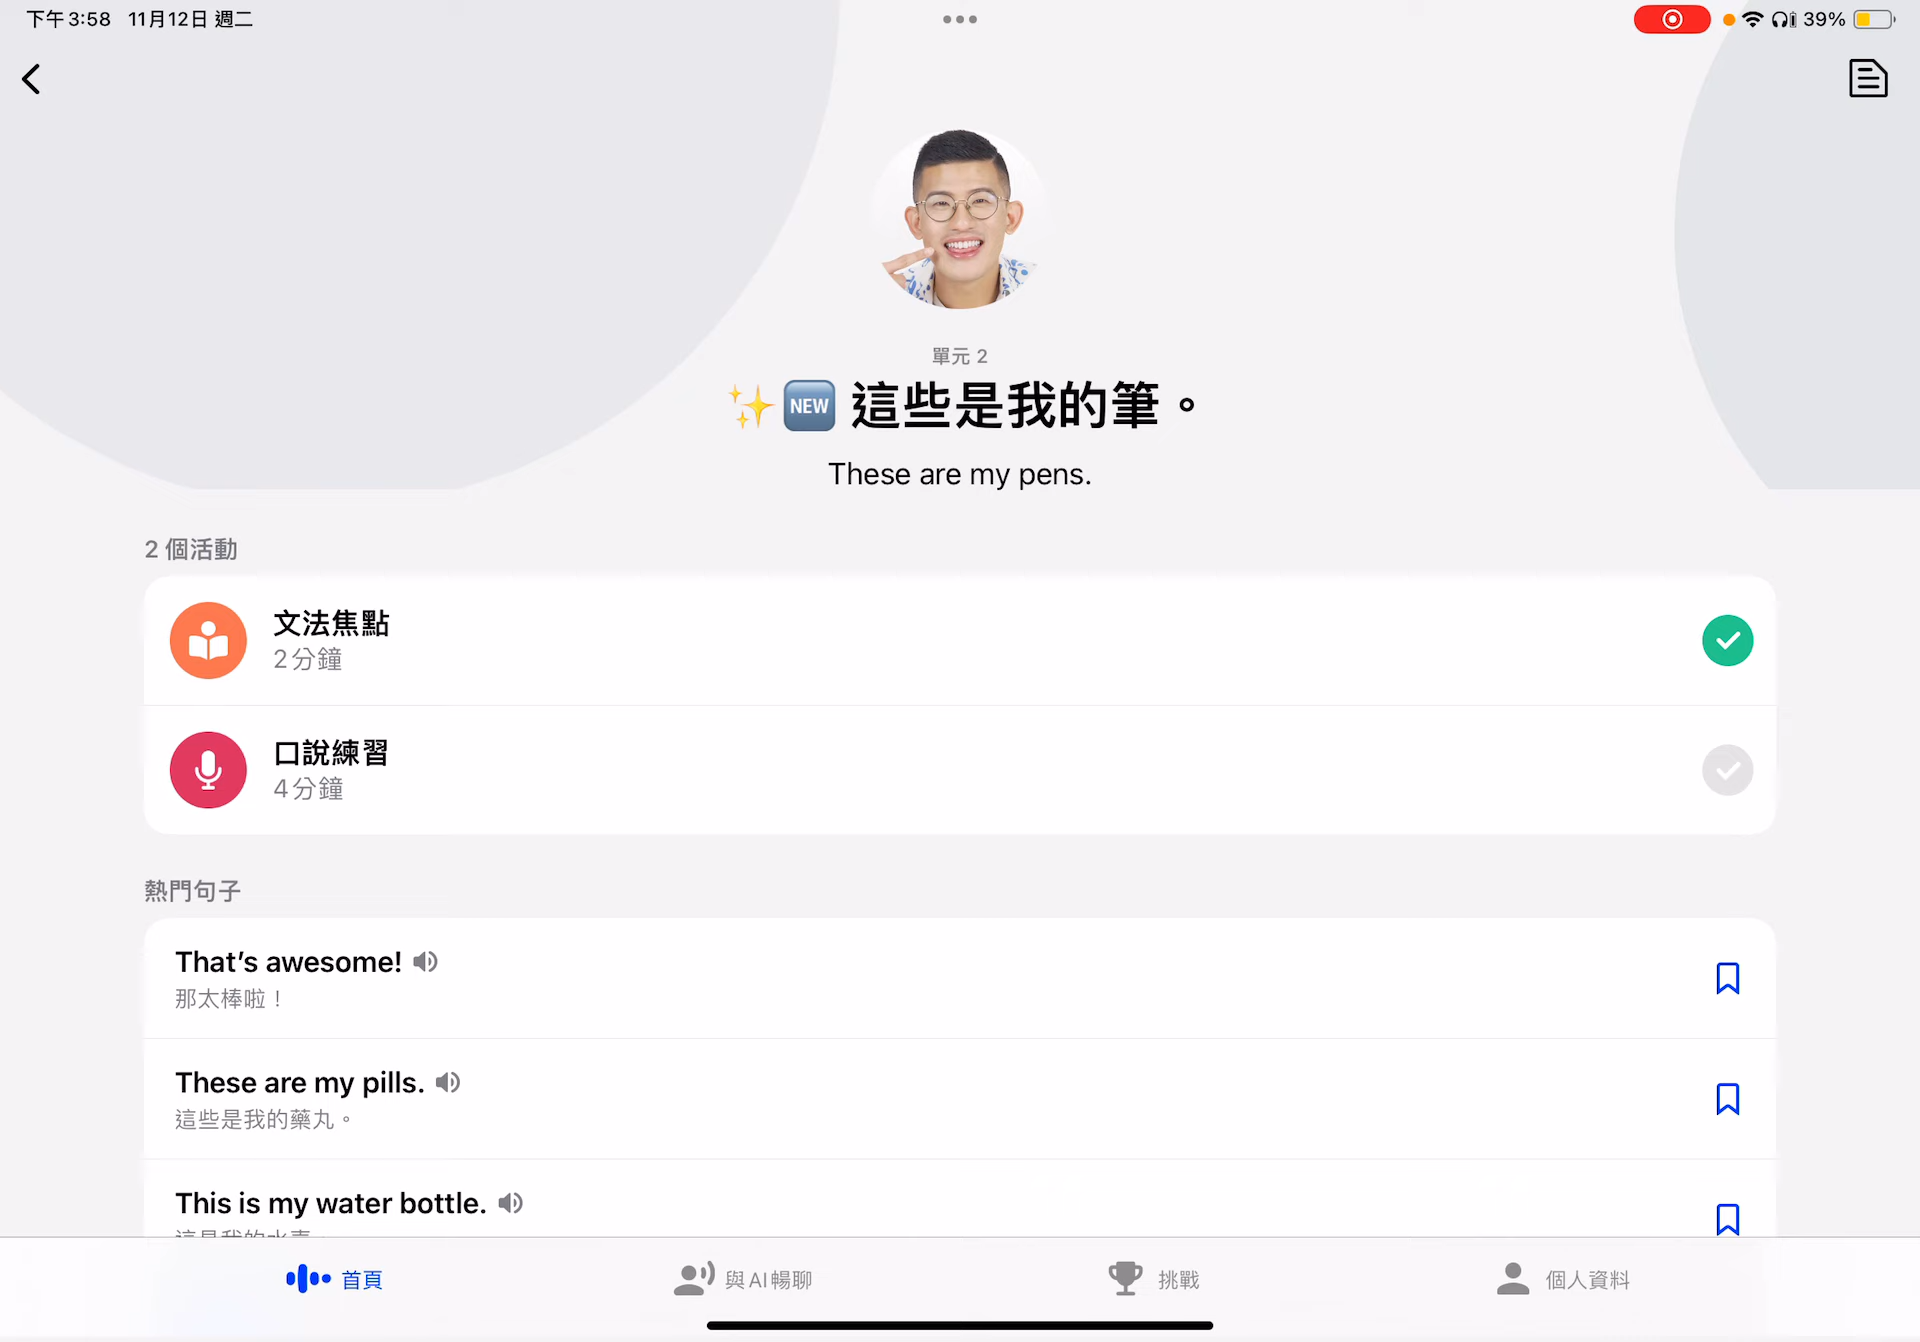 下午3:58 11月12日 週二
39%
單元 2
✨🆕 這些是我的筆。
These are my pens.
2 個活動
文法焦點
2分鐘
口說練習
4分鐘
熱門句子
That's awesome!
那太棒啦！
These are my pills.
這些是我的藥丸。
This is my water bottle.
首頁
與AI暢聊
挑戰
個人資料